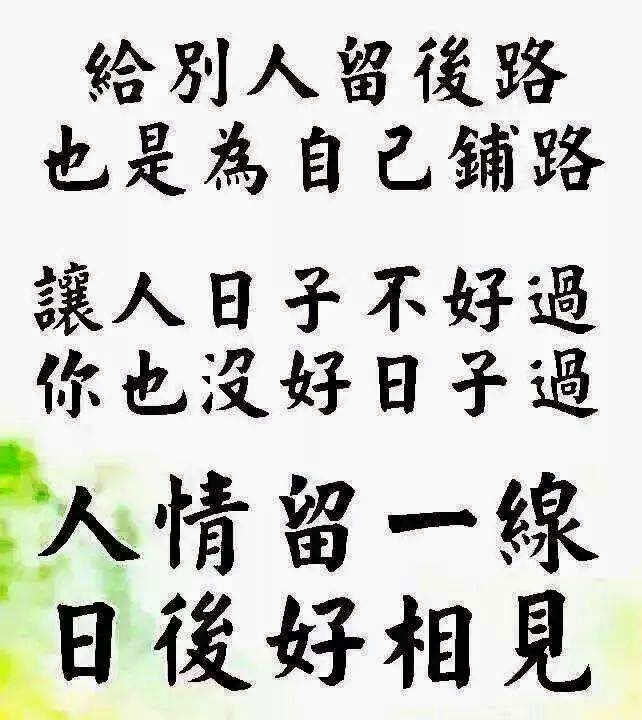 給別人留後路
也是為自己鋪路
讓人日子不好過
你也沒好日子過
人情留一線
日後好相見